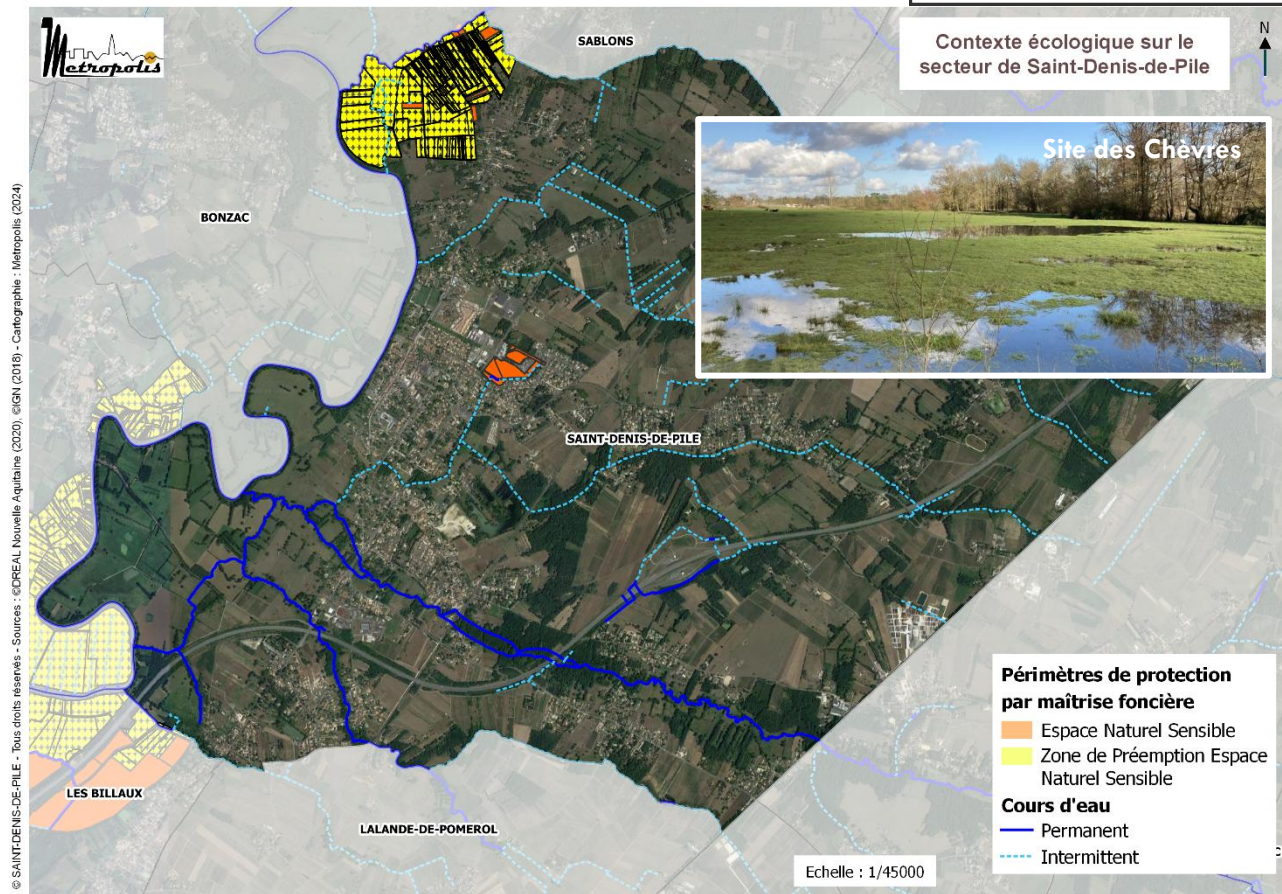 Metropolis
SABLONS
Contexte écologique sur le
secteur de Saint-Denis-de-Pile
N
Site des Chèvres
BONZAC
SAINT-DENIS-DE-PILE
LES BILLAUX
LALANDE-DE-POMEROL
Périmètres de protection
par maîtrise foncière
Espace Naturel Sensible
Zone de Préemption Espace
Naturel Sensible
Cours d'eau
Permanent
Intermittent
Echelle : 1/45000
© SAINT-DENIS-DE-PILE - Tous droits réservés - Sources : ©DREAL Nouvelle Aquitaine (2020), ©IGN (2018) - Cartographie : Metropolis (2024)